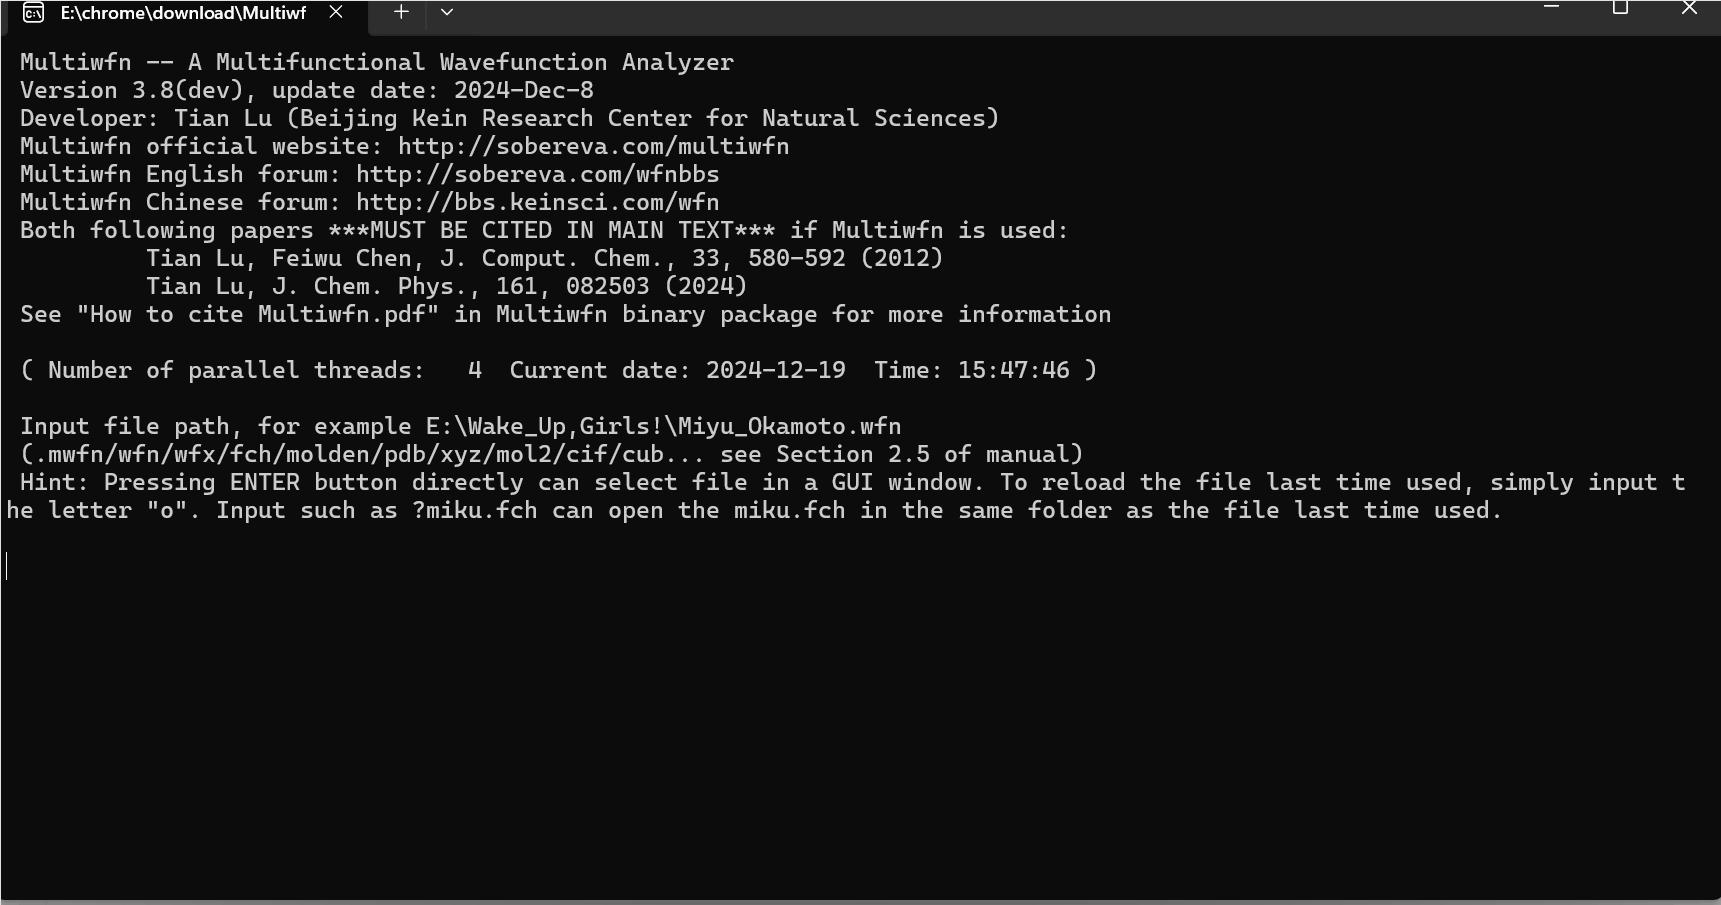 E:\chrome\download\Multiwf
Multiwfn -- A Multifunctional Wavefunction Analyzer
Version 3.8(dev), update date: 2024-Dec-8
Developer: Tian Lu (Beijing Kein Research Center for Natural Sciences)
Multiwfn official website: http://sobereva.com/multiwfn
Multiwfn English forum: http://sobereva.com/wfnbbs
Multiwfn Chinese forum: http://bbs.keinsci.com/wfn
Both following papers ***MUST BE CITED IN MAIN TEXT*** if Multiwfn is used:
Tian Lu, Feiwu Chen, J. Comput. Chem., 33, 580-592 (2012)
Tian Lu, J. Chem. Phys., 161, 082503 (2024)
See "How to cite Multiwfn.pdf" in Multiwfn binary package for more information
( Number of parallel threads:   4  Current date: 2024-12-19  Time: 15:47:46 )
Input file path, for example E:\Wake_Up,Girls!\Miyu_Okamoto.wfn
(.mwfn/wfn/wfx/fch/molden/pdb/xyz/mol2/cif/cub... see Section 2.5 of manual)
Hint: Pressing ENTER button directly can select file in a GUI window. To reload the file last time used, simply input t
he letter "o". Input such as ?miku.fch can open the miku.fch in the same folder as the file last time used.